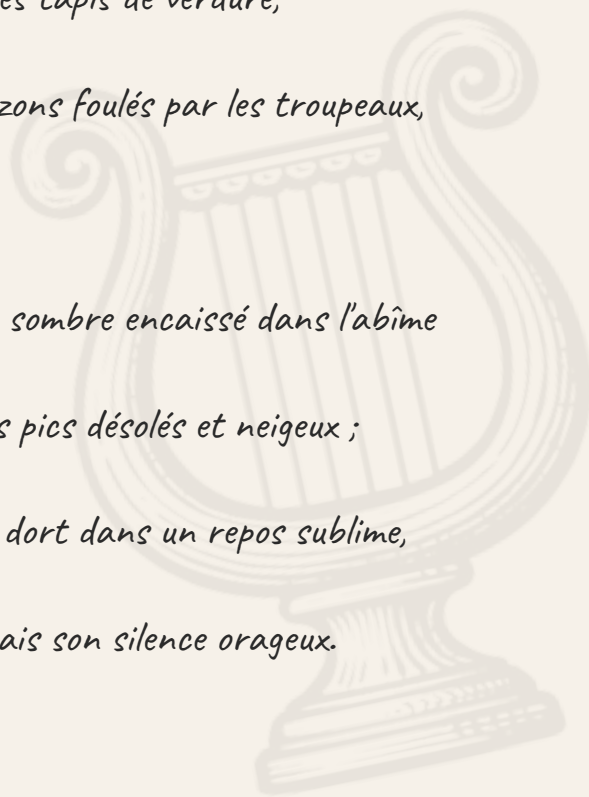 es tapis de verdure,
zons foulés par les troupeaux,
sombre encaissé dans l'abîme
s pics désolés et neigeux ;
dort dans un repos sublime,
ais son silence orageux.